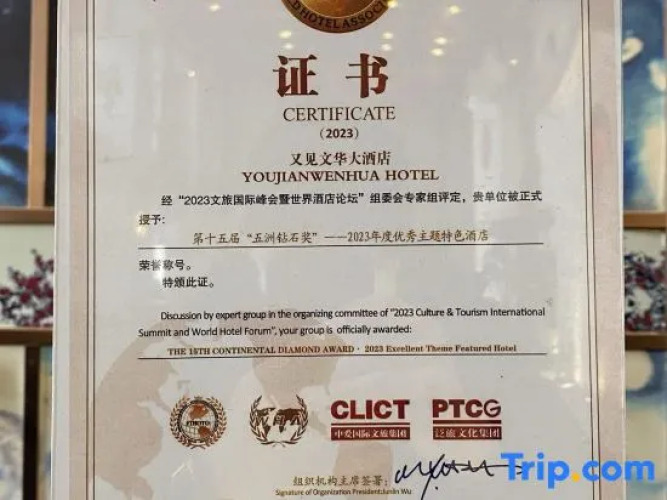 D HOTEL ASSOC
证书
CERTIFICATE
(2023)
又见文华大酒店
YOUJIANWENHUA HOTEL
经“2023文旅国际峰会暨世界酒店论坛”组委会专家组评定，贵单位被正式
授予：
第十五届“五洲钻石奖”——2023年度优秀主题特色酒店
荣誉称号。
特颁此证。
Discussion by expert group in the organizing committee of "2023 Culture & Tourism International
Summit and World Hotel Forum", your group is officially awarded:
THE 15TH CONTINENTAL DIAMOND AWARD · 2023 Excellent Theme Featured Hotel
CLICT PTCG
中爱国际文旅集团 泛旅文化集团
组织机构主席签署：
Signature of Organization President:Junlin Wu
Trip.com